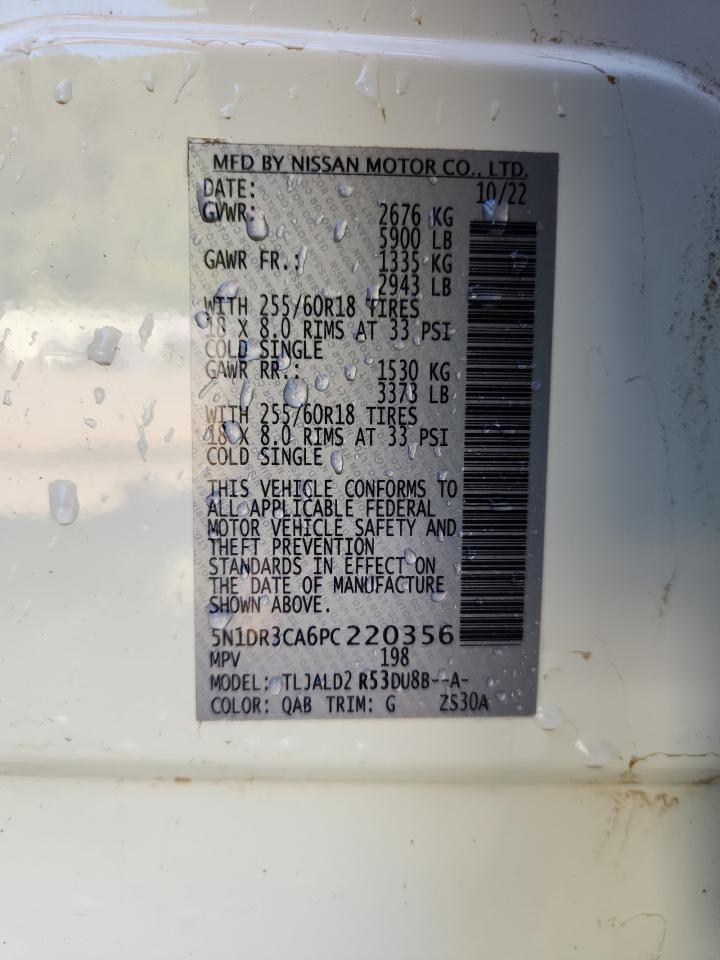 MFD BY NISSAN MOTOR CO., LTD.
DATE: 10/22
GVWR: 2676 KG
5900 LB
GAWR FR.: 1335 KG
2943 LB
WITH 255/60R18 TIRES
18 X 8.0 RIMS AT 33 PSI
COLD SINGLE
GAWR RR.: 1530 KG
3373 LB
WITH 255/60R18 TIRES
18 X 8.0 RIMS AT 33 PSI
COLD SINGLE
THIS VEHICLE CONFORMS TO
ALL APPLICABLE FEDERAL
MOTOR VEHICLE SAFETY AND
THEFT PREVENTION
STANDARDS IN EFFECT ON
THE DATE OF MANUFACTURE
SHOWN ABOVE.
5N1DR3CA6PC220356
MPV 198
MODEL: TLJALD2 R53DU8B--A-
COLOR: QAB TRIM: G ZS30A